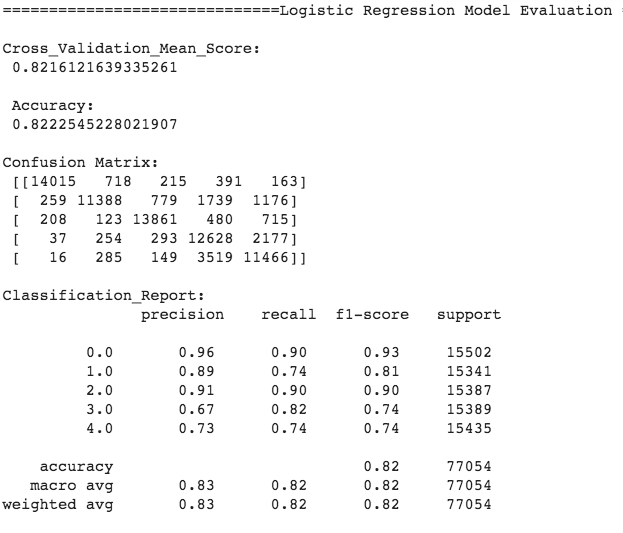 ==============================Logistic Regression Model Evaluation
Cross_Validation_Mean_Score:
0.8216121639335261
Accuracy:
0.8222545228021907
Confusion Matrix:
[[14015   718   215   391   163]
[  259 11388   779  1739  1176]
[  208   123 13861   480   715]
[   37   254   293 12628  2177]
[   16   285   149  3519 11466]]
Classification_Report:
precision    recall  f1-score   support
0.0       0.96      0.90      0.93     15502
1.0       0.89      0.74      0.81     15341
2.0       0.91      0.90      0.90     15387
3.0       0.67      0.82      0.74     15389
4.0       0.73      0.74      0.74     15435
accuracy                           0.82     77054
macro avg       0.83      0.82      0.82     77054
weighted avg       0.83      0.82      0.82     77054